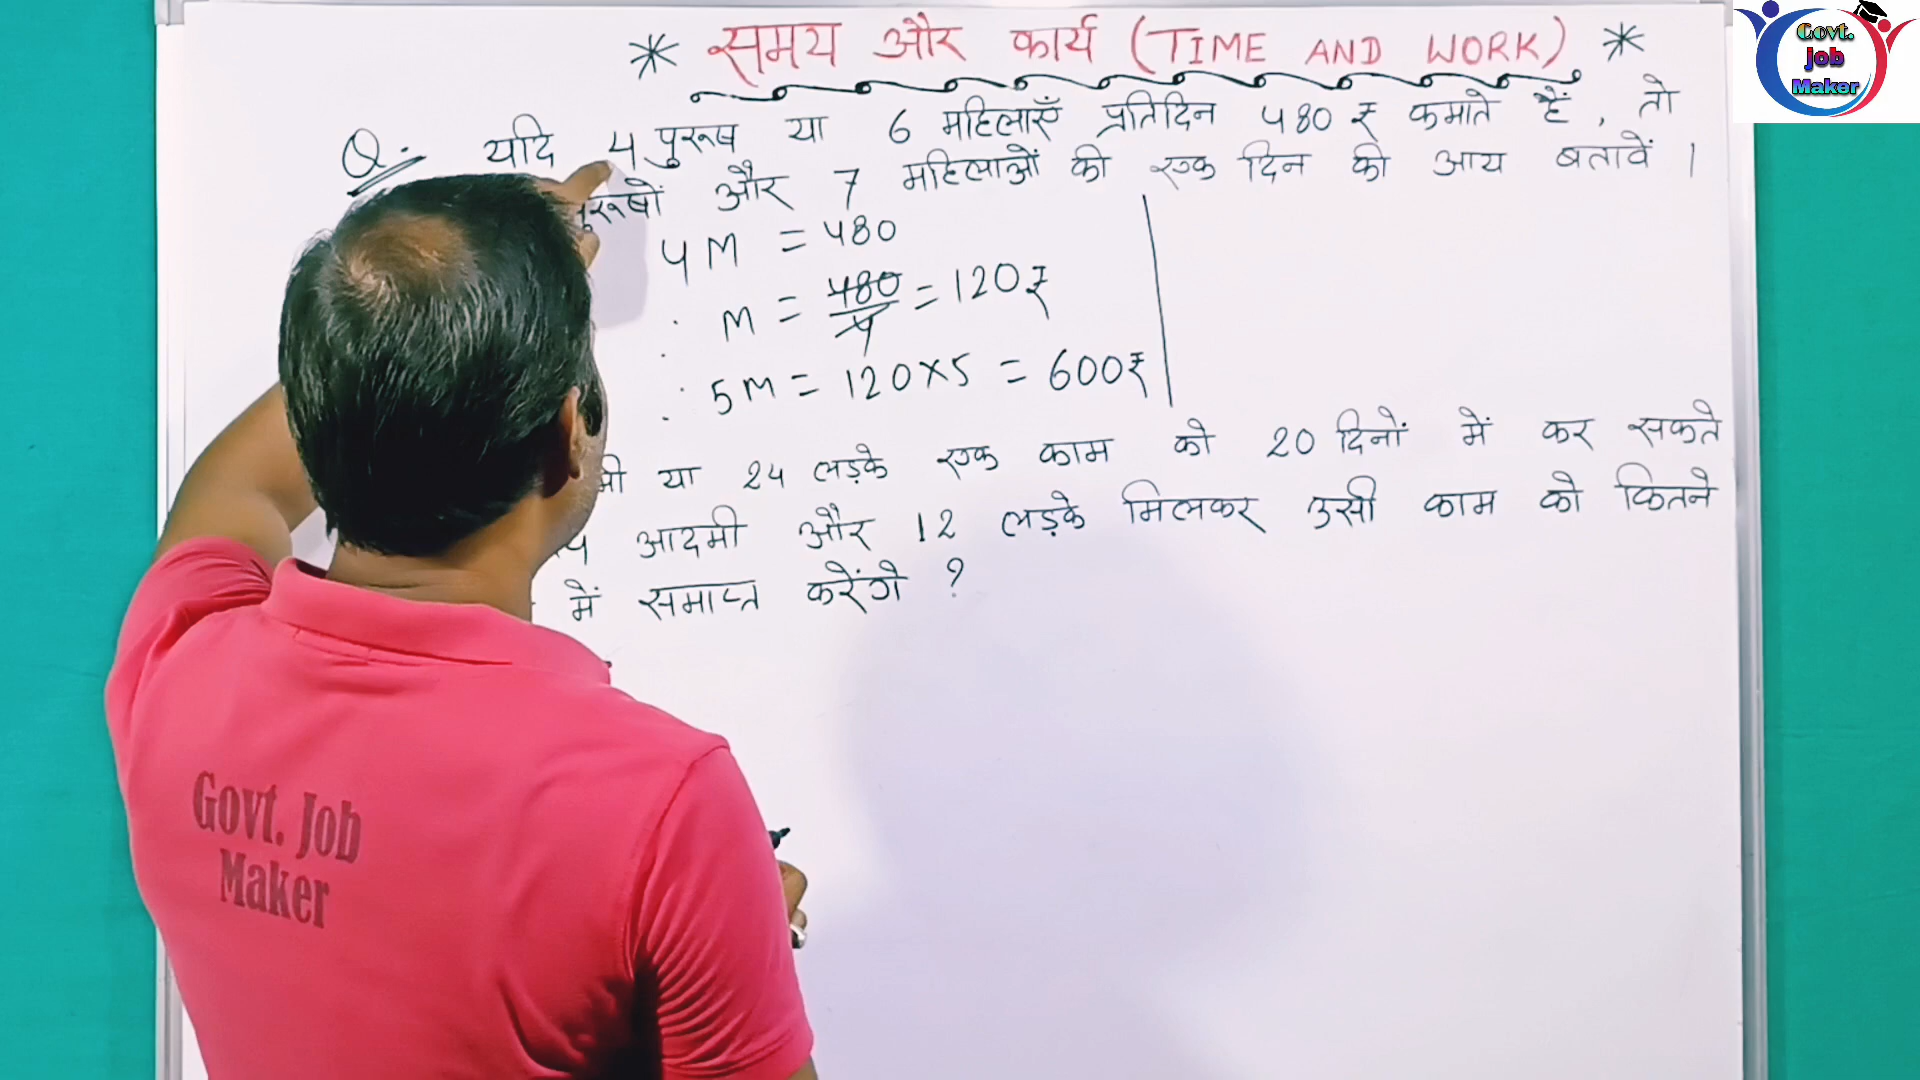 * समय और कार्य (TIME AND WORK) *
Q. यदि 4 पुरूष या 6 महिलाएँ प्रतिदिन 480 ₹ कमाते हैं, तो
पुरूषों और 7 महिलाओं की एक दिन की आय बतावें।
4M = 480
∴ M = 480/4 = 120₹
∴ 5M = 120×5 = 600₹
या 24 लड़के एक काम को 20 दिनों में कर सकते
आदमी और 12 लड़के मिलकर उसी काम को कितने
में समाप्त करेंगे ?
Govt. Job
Maker
Govt.
Job
Maker